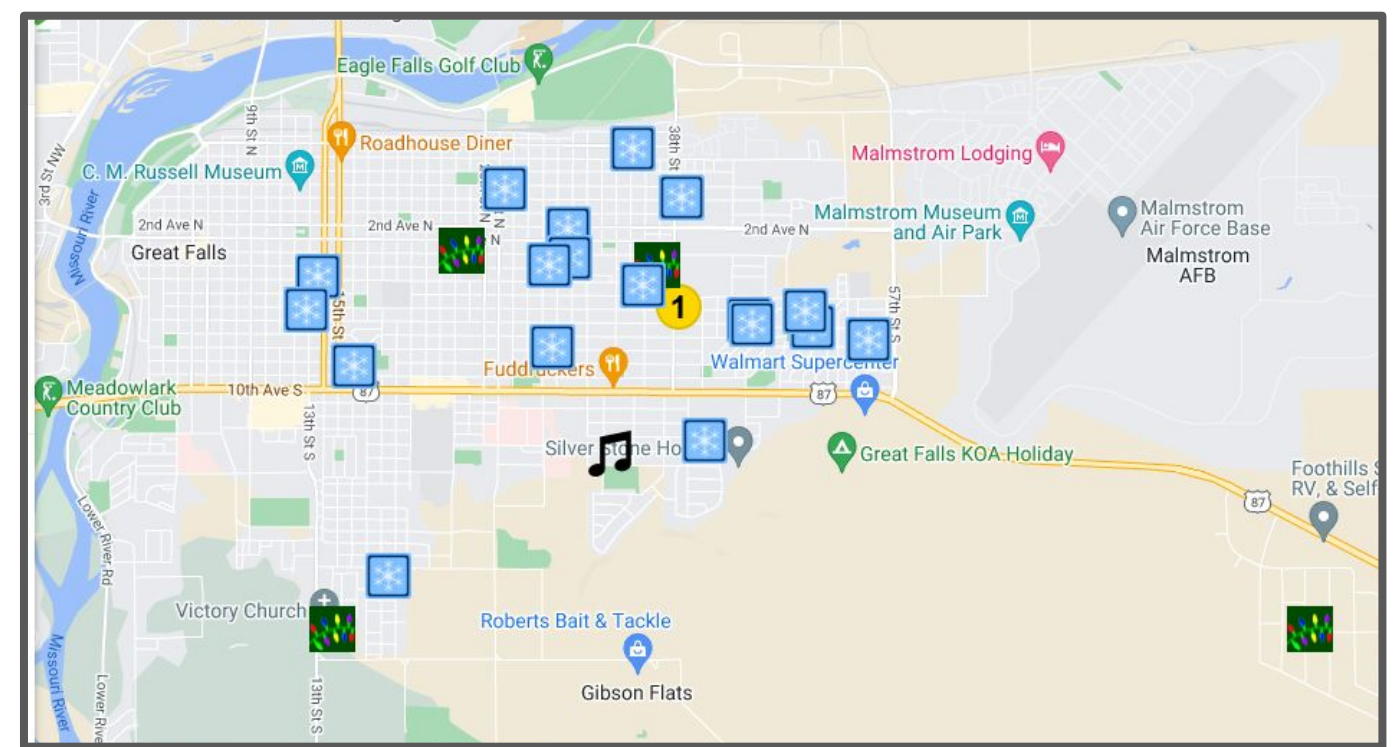 Eagle Falls Golf Club
9th St N
Roadhouse Diner
38th St
3rd St NW
C. M. Russell Museum
Malmstrom Lodging
Missouri River
2nd Ave N
2nd Ave N
N
N
Malmstrom Museum
and Air Park
2nd Ave N
Malmstrom
Air Force Base
Great Falls
Malmstrom
AFB
15th St
1
57th St S
Fuddruckers
Walmart Supercenter
Meadowlark
Country Club
10th Ave S
87
87
13th St S
Silver Stone Ho
Great Falls KOA Holiday
Foothills
RV, & Self
87
Lower River Rd
Victory Church
Roberts Bait & Tackle
Missouri River
Lower Rive
13th St S
Gibson Flats